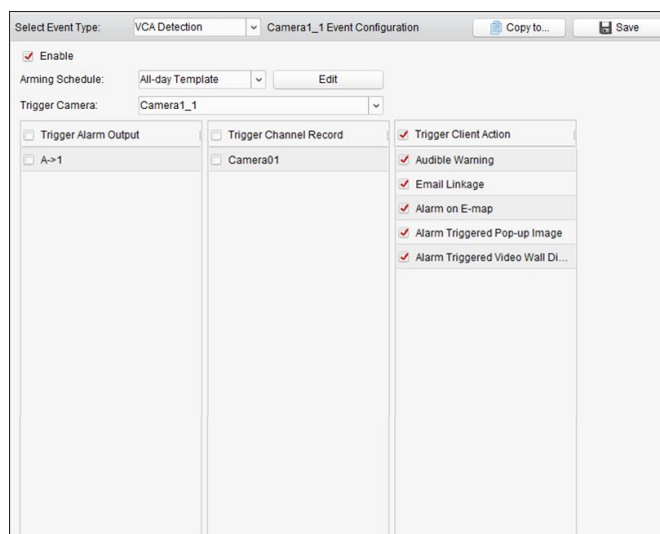 Select Event Type: VCA Detection Camera1_1 Event Configuration Copy to... Save
Enable
Arming Schedule: All-day Template Edit
Trigger Camera: Camera1_1
Trigger Alarm Output Trigger Channel Record Trigger Client Action
A->1 Camera01 Audible Warning
Email Linkage
Alarm on E-map
Alarm Triggered Pop-up Image
Alarm Triggered Video Wall Di...